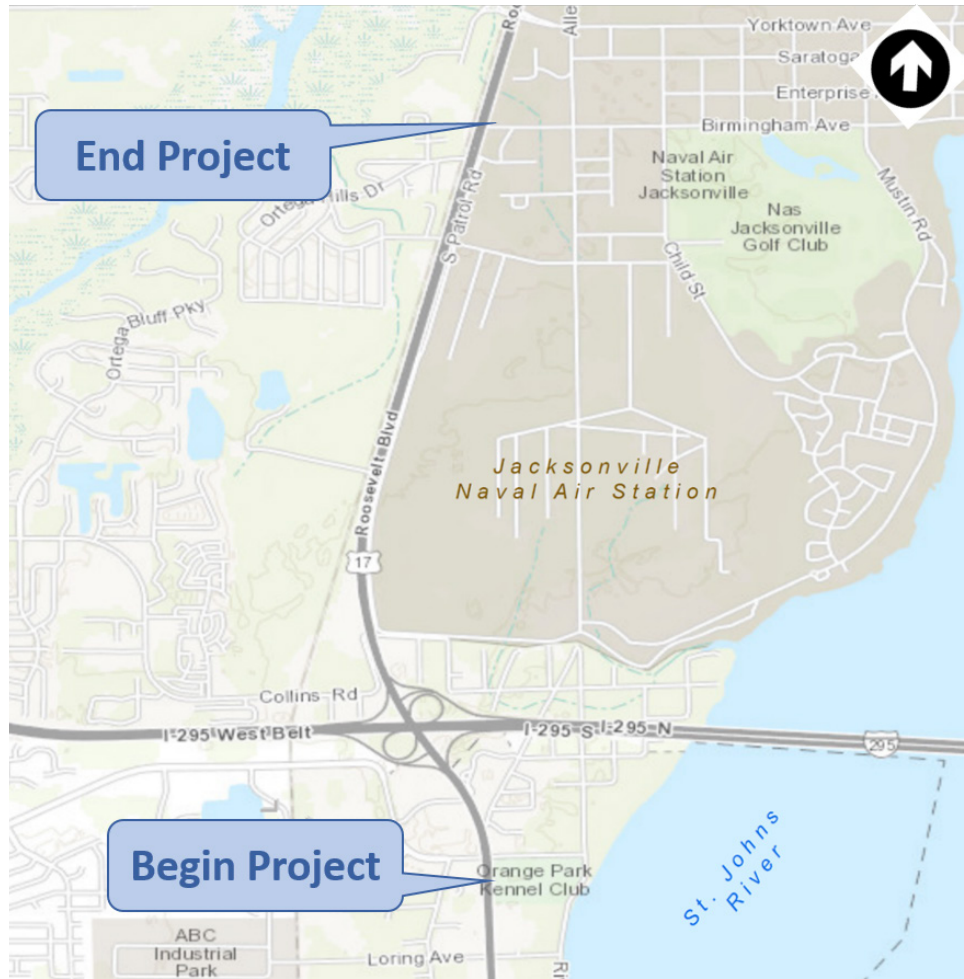 Roo
Alle
Yorktown Ave
Saratoga
Enterprise
Birmingham Ave
End Project
Naval Air
Station
Jacksonville
Mustin Rd
Ortega Hills Dr
S Patrol Rd
Nas
Jacksonville
Golf Club
Child St
Ortega Bluff Pky
Roosevelt Blvd
Jacksonville
Naval Air Station
17
Collins Rd
I-295 West Belt
I-295 S
I-295 N
295
St. Johns
River
Begin Project
Orange Park
Kennel Club
ABC
Industrial
Park
Loring Ave
Ri